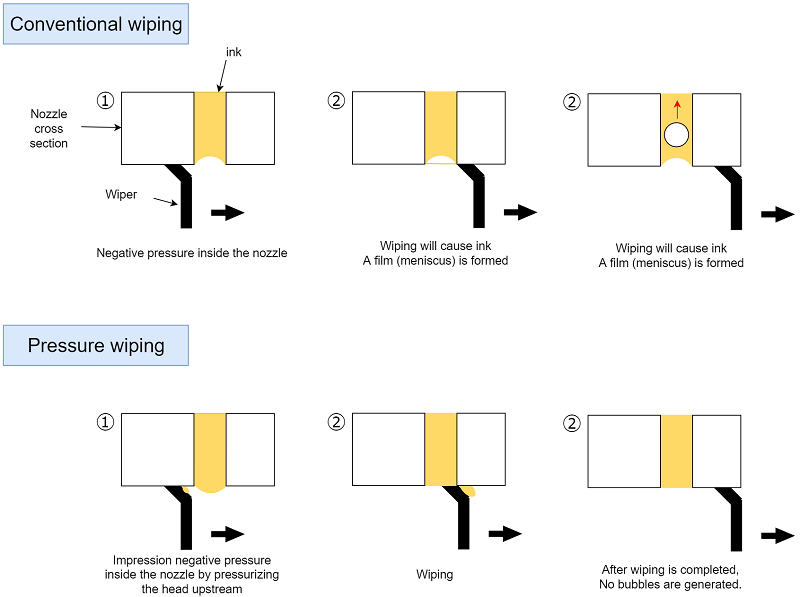 Conventional wiping
ink
①
②
②
Nozzle
cross
section
Wiper
Negative pressure inside the nozzle
Wiping will cause ink
A film (meniscus) is formed
Wiping will cause ink
A film (meniscus) is formed
Pressure wiping
①
②
②
Impression negative pressure
inside the nozzle by pressurizing
the head upstream
Wiping
After wiping is completed,
No bubbles are generated.